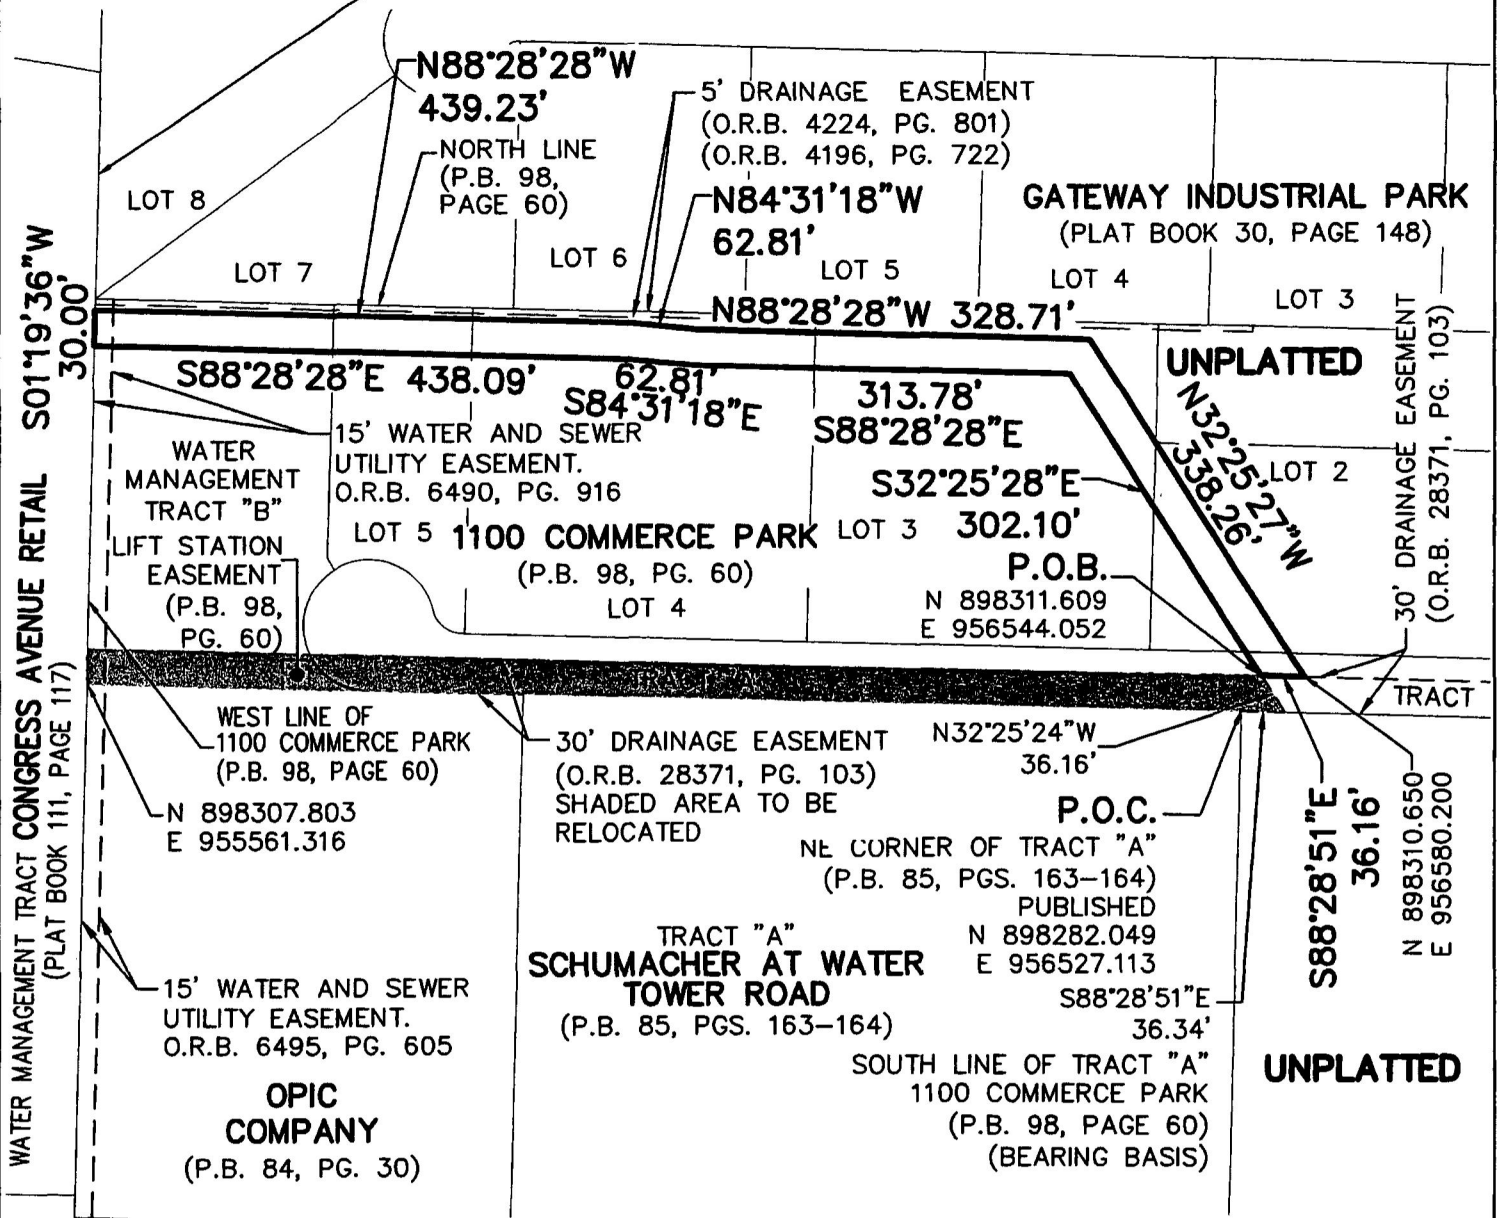 N88°28'28"W
439.23'
NORTH LINE
(P.B. 98,
PAGE 60)
5' DRAINAGE EASEMENT
(O.R.B. 4224, PG. 801)
(O.R.B. 4196, PG. 722)
N84°31'18"W
62.81'
GATEWAY INDUSTRIAL PARK
(PLAT BOOK 30, PAGE 148)
LOT 8
LOT 7
LOT 6
LOT 5
LOT 4
LOT 3
N88°28'28"W 328.71'
S01°19'36"W
30.00'
S88°28'28"E 438.09'
62.81'
S84°31'18"E
313.78'
S88°28'28"E
UNPLATTED
N32°25'27"W
338.26'
LOT 2
30' DRAINAGE EASEMENT
(O.R.B. 28371, PG. 103)
15' WATER AND SEWER
UTILITY EASEMENT.
O.R.B. 6490, PG. 916
WATER
MANAGEMENT
TRACT "B"
LIFT STATION
EASEMENT
(P.B. 98,
PG. 60)
LOT 5
1100 COMMERCE PARK
(P.B. 98, PG. 60)
LOT 4
LOT 3
S32°25'28"E
302.10'
P.O.B.
N 898311.609
E 956544.052
WATER MANAGEMENT TRACT CONGRESS AVENUE RETAIL
(PLAT BOOK 111, PAGE 117)
TRACT
WEST LINE OF
1100 COMMERCE PARK
(P.B. 98, PAGE 60)
N 898307.803
E 955561.316
30' DRAINAGE EASEMENT
(O.R.B. 28371, PG. 103)
SHADED AREA TO BE
RELOCATED
N32°25'24"W
36.16'
P.O.C.
NE CORNER OF TRACT "A"
(P.B. 85, PGS. 163-164)
PUBLISHED
N 898282.049
E 956527.113
S88°28'51"E
36.16'
N 898310.650
E 956580.200
TRACT "A"
SCHUMACHER AT WATER
TOWER ROAD
(P.B. 85, PGS. 163-164)
S88°28'51"E
36.34'
SOUTH LINE OF TRACT "A"
1100 COMMERCE PARK
(P.B. 98, PAGE 60)
(BEARING BASIS)
UNPLATTED
15' WATER AND SEWER
UTILITY EASEMENT.
O.R.B. 6495, PG. 605
OPIC
COMPANY
(P.B. 84, PG. 30)